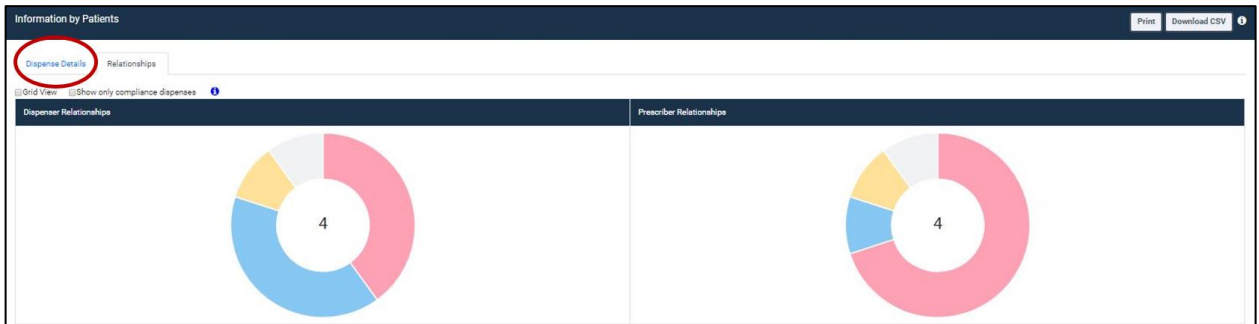 Information by Patients
Print Download CSV
Dispense Details Relationships
Grid View Show only compliance dispenses
Dispenser Relationships Prescriber Relationships
4 4